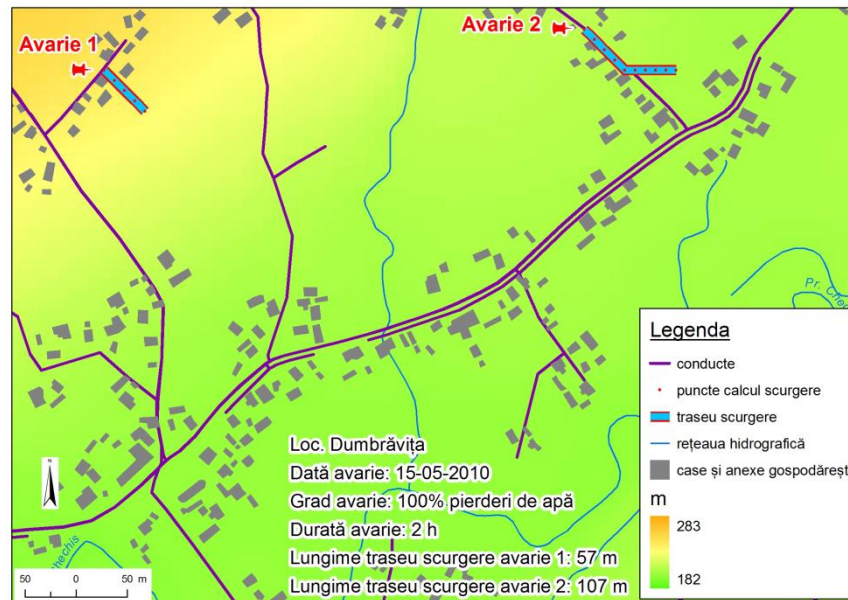 Avarie 1
Avarie 2
Legenda
conducte
puncte calcul scurgere
traseu scurgere
rețeaua hidrografică
case și anexe gospodărești
m
283
182
Loc. Dumbrăvița
Dată avarie: 15-05-2010
Grad avarie: 100% pierderi de apă
Durată avarie: 2 h
Lungime traseu scurgere avarie 1: 57 m
Lungime traseu scurgere avarie 2: 107 m
N
50 0 50 m
Pr.